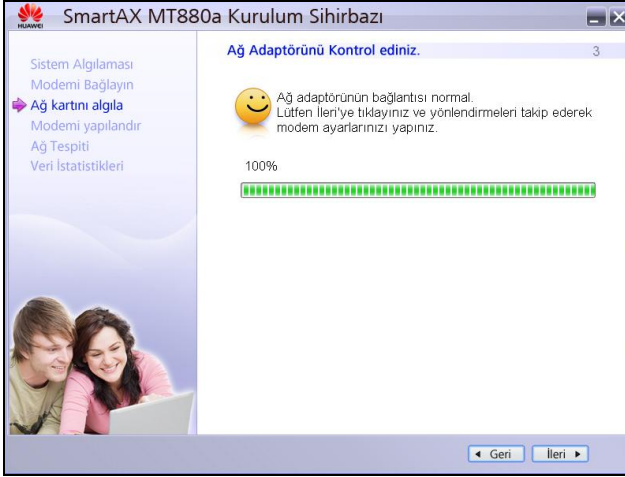 HUAWEI
SmartAX MT880a Kurulum Sihirbazı
Sistem Algılaması
Modemi Bağlayın
Ağ kartını algıla
Modemi yapılandır
Ağ Tespiti
Veri İstatistikleri
Ağ Adaptörünü Kontrol ediniz.
3
Ağ adaptörünün bağlantısı normal.
Lütfen İleri'ye tıklayınız ve yönlendirmeleri takip ederek
modem ayarlarınızı yapınız.
100%
Geri
İleri